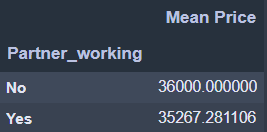 Mean Price
Partner_working
No 36000.000000
Yes 35267.281106